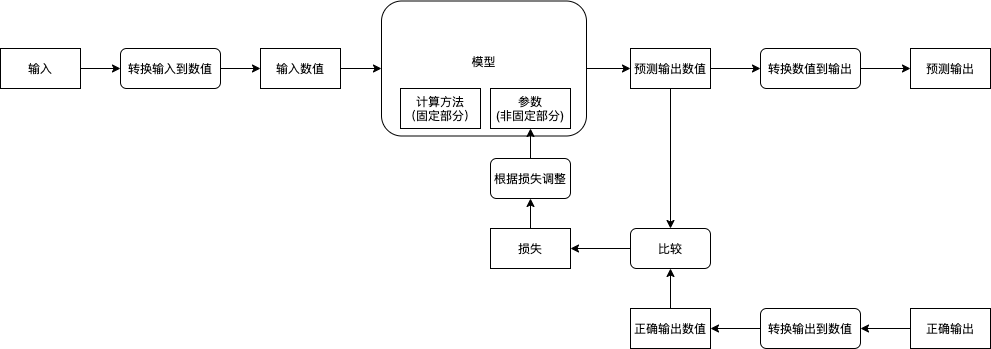 模型
输入
转换输入到数值
输入数值
预测输出数值
转换数值到输出
预测输出
计算方法
（固定部分）
参数
(非固定部分)
根据损失调整
损失
比较
正确输出数值
转换输出到数值
正确输出